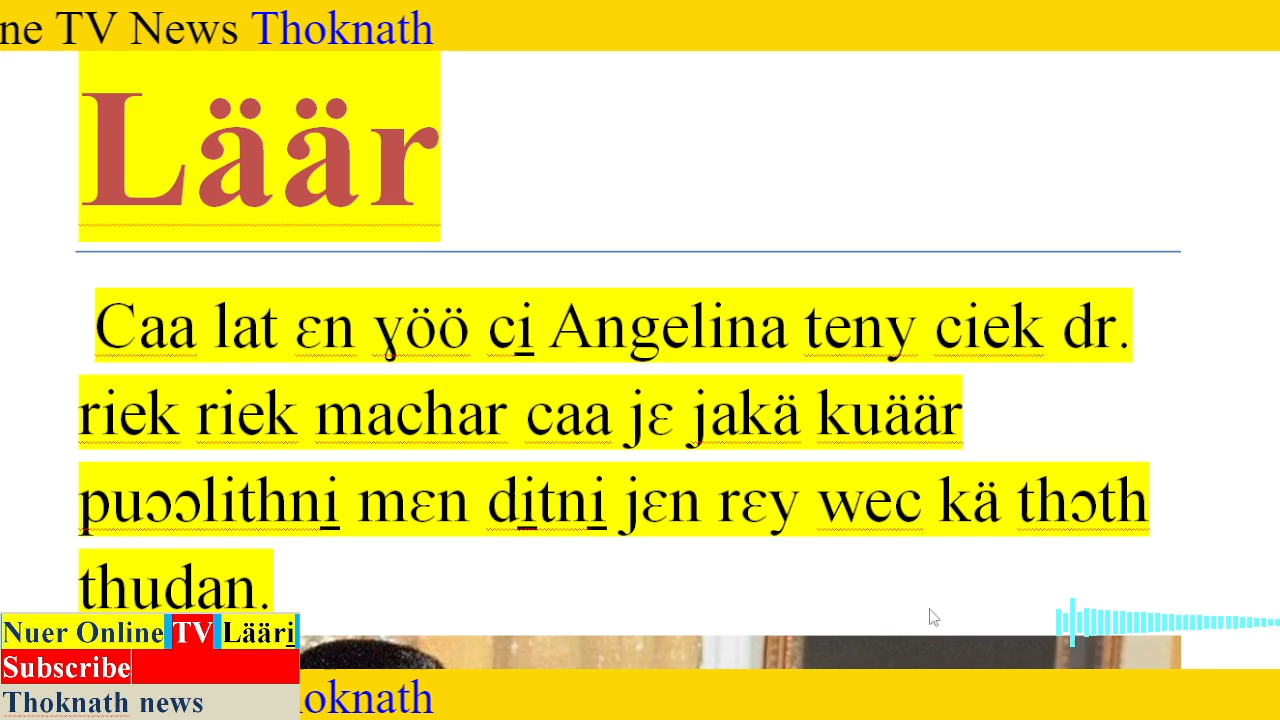 ne TV News Thoknath
Läär
Caa lat ɛn ɣöö ci̱ Angelina teny ciek dr.
riek riek machar caa jɛ jakä kuäär
puɔɔlithni̱ mɛn di̱tni̱ jɛn rɛy wec kä thɔth
thudan.
Nuer Online TV Lääri̱
Subscribe
Thoknath news
hoknath